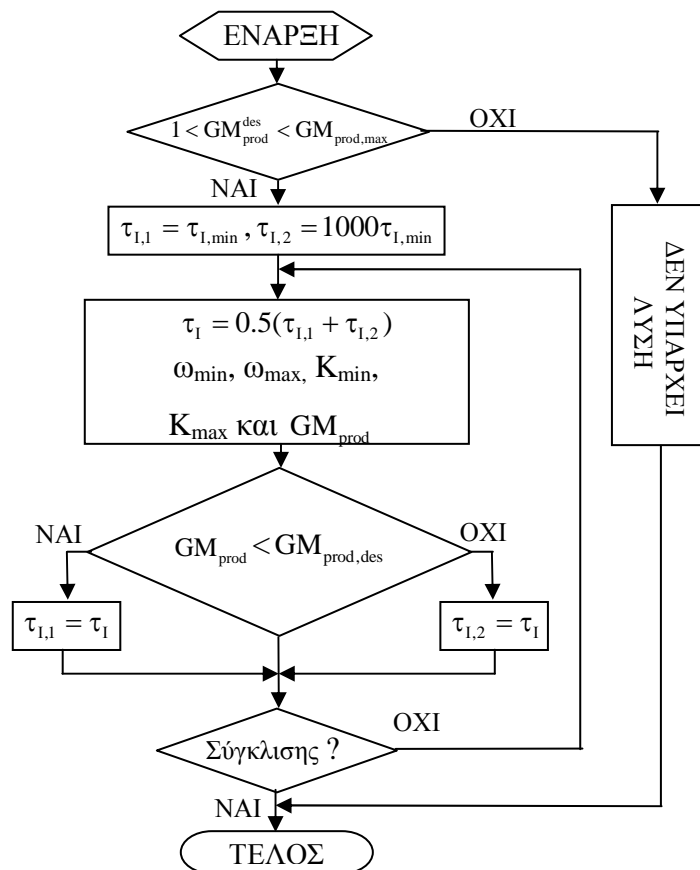 ΕΝΑΡΞΗ
1 < GM_prod^des < GM_prod,max
ΟΧΙ
ΝΑΙ
τ_I,1 = τ_I,min , τ_I,2 = 1000τ_I,min
ΔΕΝ ΥΠΑΡΧΕΙ
ΛΥΣΗ
τ_I = 0.5(τ_I,1 + τ_I,2)
ω_min, ω_max, K_min,
K_max και GM_prod
ΝΑΙ
GM_prod < GM_prod,des
ΟΧΙ
τ_I,1 = τ_I
τ_I,2 = τ_I
Σύγκλισης ?
ΟΧΙ
ΝΑΙ
ΤΕΛΟΣ